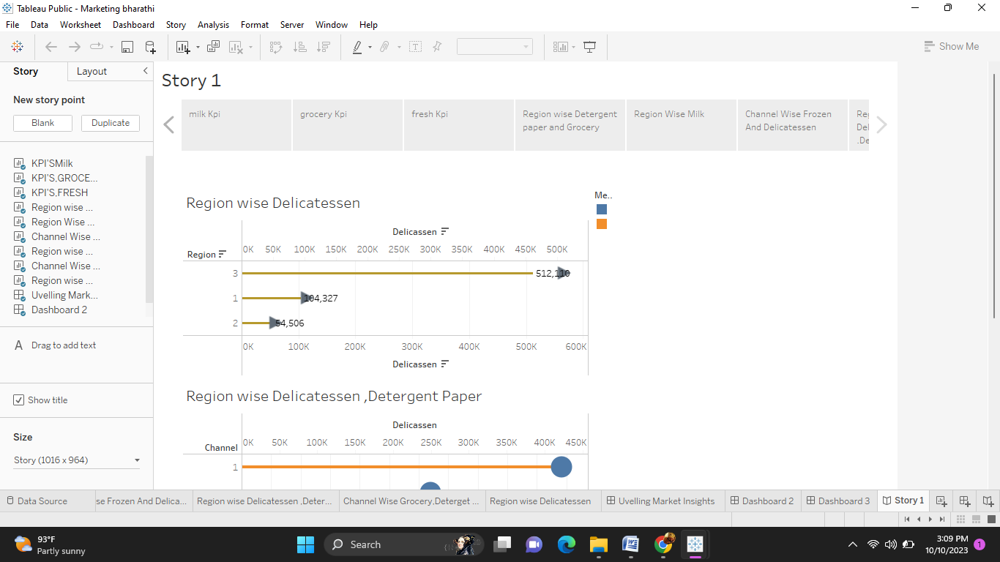 Tableau Public - Marketing bharathi
File Data Worksheet Dashboard Story Analysis Format Server Window Help
Show Me
Story Layout
New story point
Blank Duplicate
KPI'SMilk
KPI'S,GROCE...
KPI'S,FRESH
Region wise ...
Region Wise ...
Channel Wise ...
Region wise ...
Channel Wise ...
Region wise ...
Uvelling Mark...
Dashboard 2
A Drag to add text
Show title
Size
Story (1016 x 964)
Story 1
milk Kpi
grocery Kpi
fresh Kpi
Region wise Detergent
paper and Grocery
Region Wise Milk
Channel Wise Frozen
And Delicatessen
Reg
Del
.De
Region wise Delicatessen
Me..
Delicassen
Region
0K 50K 100K 150K 200K 250K 300K 350K 400K 450K 500K
3 512,110
1 104,327
2 54,506
0K 100K 200K 300K 400K 500K 600K
Delicassen
Region wise Delicatessen ,Detergent Paper
Delicassen
Channel
0K 50K 100K 150K 200K 250K 300K 350K 400K 450K
1
Data Source se Frozen And Delica... Region wise Delicatessen ,Deter... Channel Wise Grocery,Deterget ... Region wise Delicatessen Uvelling Market Insights Dashboard 2 Dashboard 3 Story 1
93°F
Partly sunny
Search
3:09 PM
10/10/2023
1